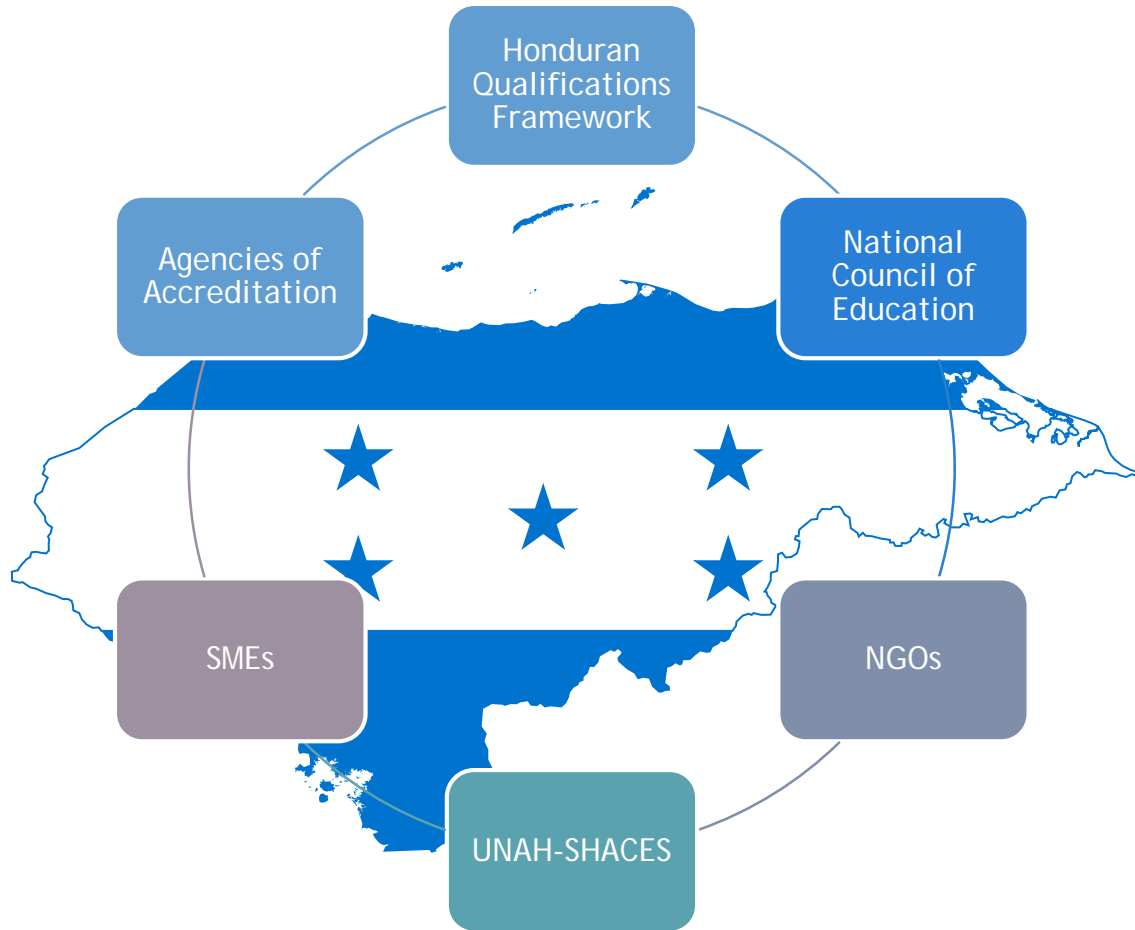 Honduran
Qualifications
Framework
National
Council of
Education
NGOs
UNAH-SHACES
SMEs
Agencies of
Accreditation